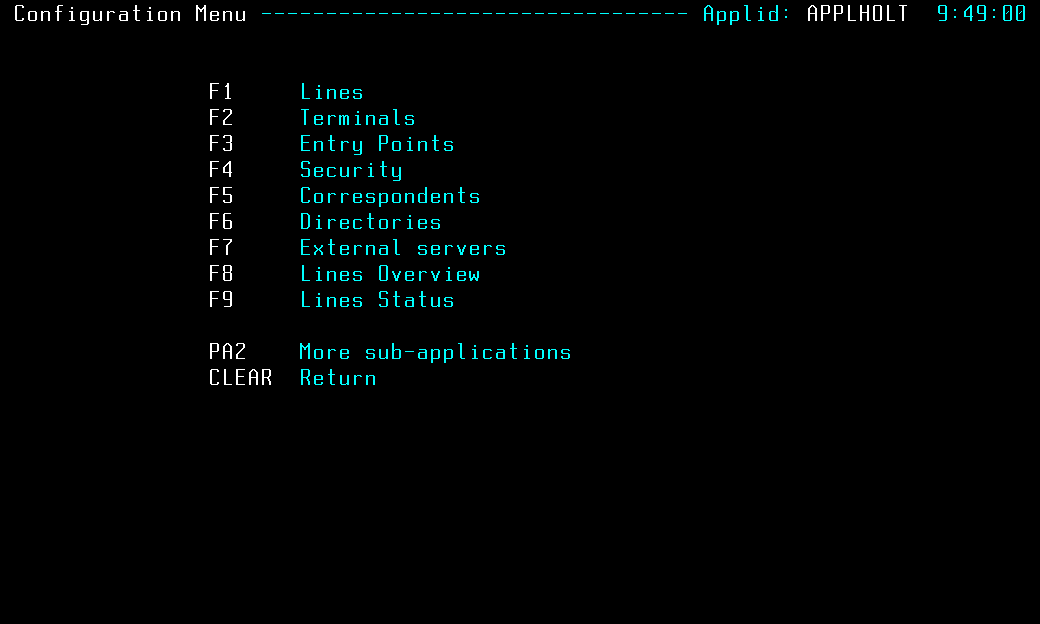 Configuration Menu --------------------------------- Applid: APPLHOLT 9:49:00
F1 Lines
F2 Terminals
F3 Entry Points
F4 Security
F5 Correspondents
F6 Directories
F7 External servers
F8 Lines Overview
F9 Lines Status
PA2 More sub-applications
CLEAR Return